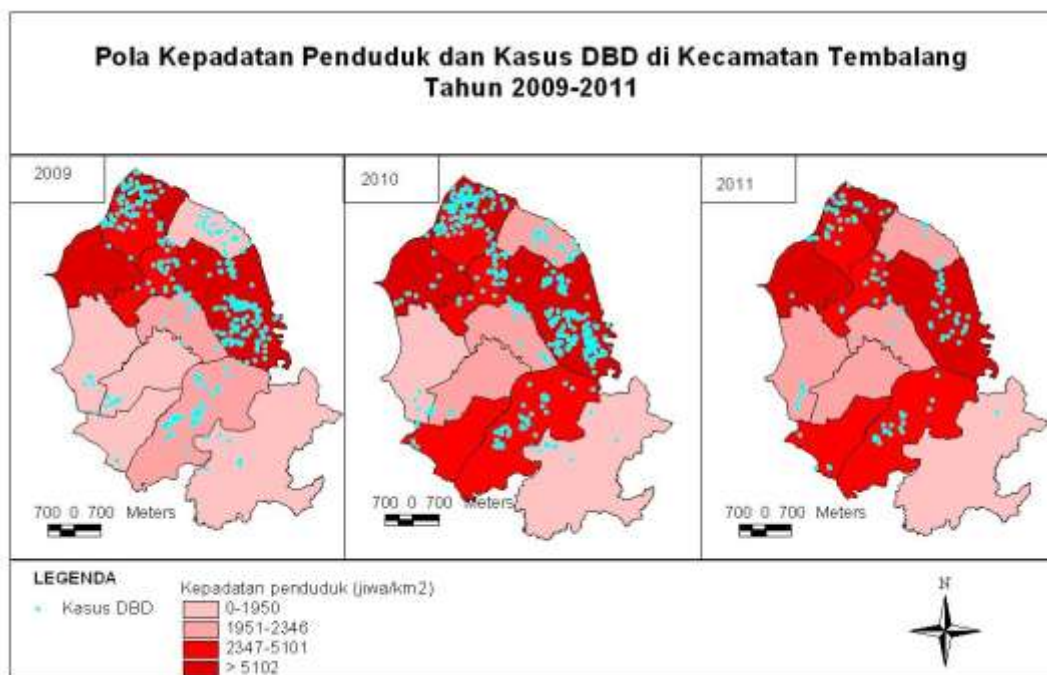 Pola Kepadatan Penduduk dan Kasus DBD di Kecamatan Tembalang
Tahun 2009-2011
2009
2010
2011
700 0 700 Meters
700 0 700 Meters
700 0 700 Meters
LEGENDA
Kasus DBD
Kepadatan penduduk (jiwa/km2)
0-1950
1951-2346
2347-5101
> 5102
N